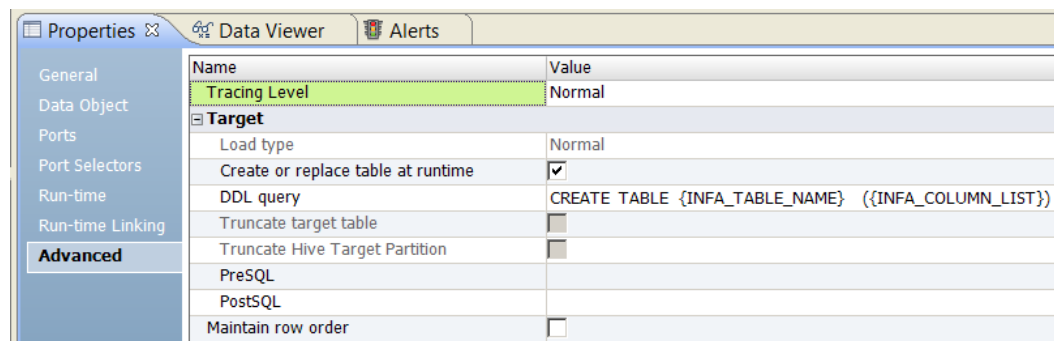 Properties Data Viewer Alerts
General
Data Object
Ports
Port Selectors
Run-time
Run-time Linking
Advanced
Name Value
Tracing Level Normal
Target
Load type Normal
Create or replace table at runtime
DDL query CREATE TABLE {INFA_TABLE_NAME} ({INFA_COLUMN_LIST})
Truncate target table
Truncate Hive Target Partition
PreSQL
PostSQL
Maintain row order